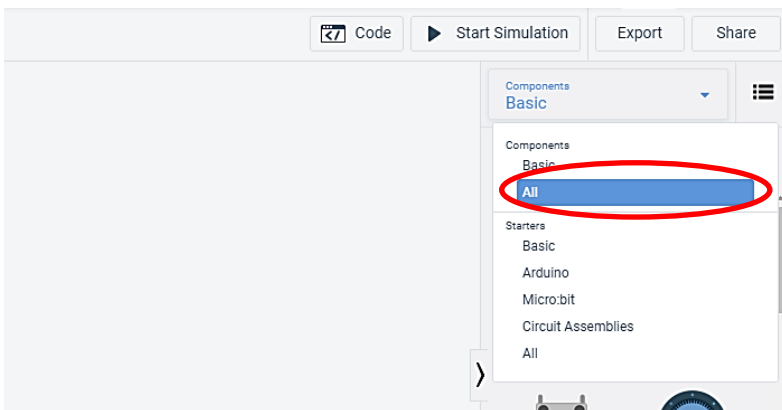 Code
Start Simulation
Export
Share
Components
Basic
Components
Basic
All
Starters
Basic
Arduino
Micro:bit
Circuit Assemblies
All